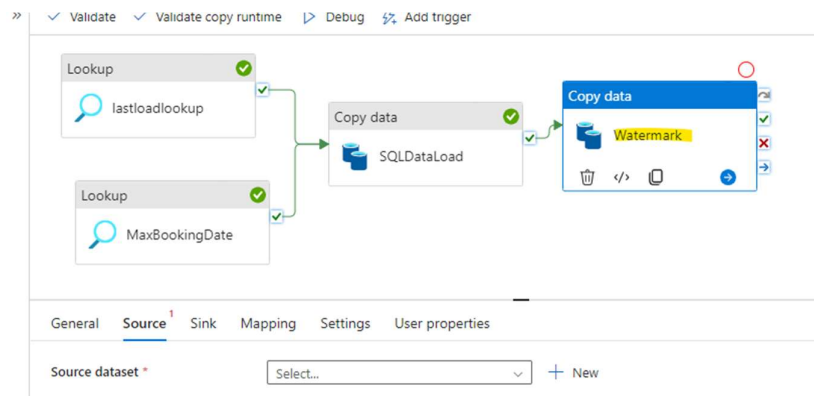 » Validate Validate copy runtime Debug Add trigger
Lookup
lastloadlookup
Copy data
SQLDataLoad
Copy data
Watermark
</>
Lookup
MaxBookingDate
General Source 1 Sink Mapping Settings User properties
Source dataset * Select... + New